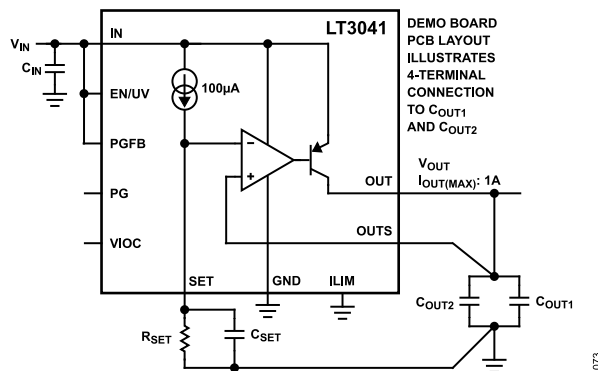 LT3041
DEMO BOARD
PCB LAYOUT
ILLUSTRATES
4-TERMINAL
CONNECTION
TO COUT1
AND COUT2
VIN
IN
CIN
100µA
EN/UV
PGFB
−
+
PG
OUT
VOUT
IOUT(MAX): 1A
VIOC
OUTS
SET
GND
ILIM
COUT2
COUT1
RSET
CSET
073